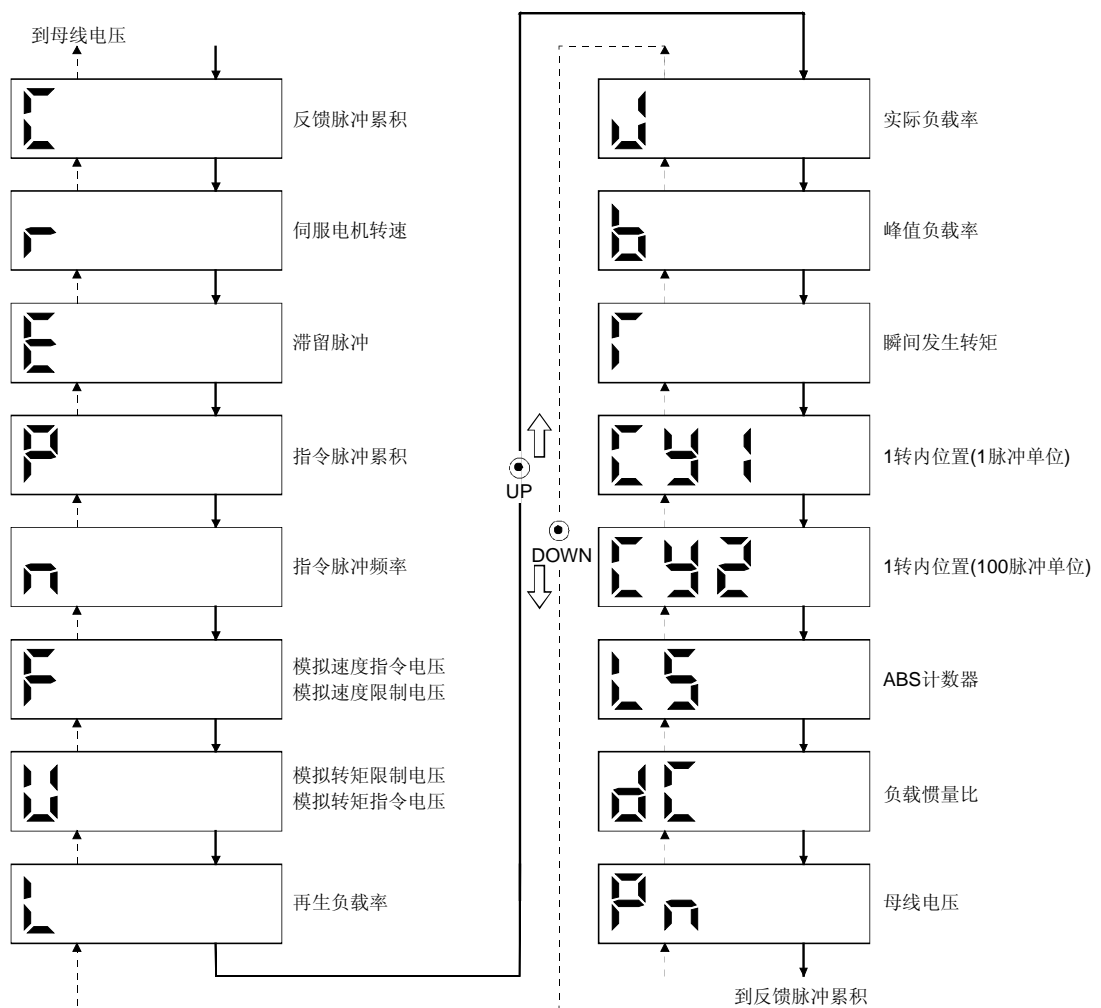 到母线电压
C
反馈脉冲累积
r
伺服电机转速
E
滞留脉冲
P
指令脉冲累积
n
指令脉冲频率
F
模拟速度指令电压
模拟速度限制电压
U
模拟转矩限制电压
模拟转矩指令电压
L
再生负载率
UP
DOWN
J
实际负载率
b
峰值负载率
T
瞬间发生转矩
Cy1
1转内位置(1脉冲单位)
Cy2
1转内位置(100脉冲单位)
LS
ABS计数器
dC
负载惯量比
Pn
母线电压
到反馈脉冲累积